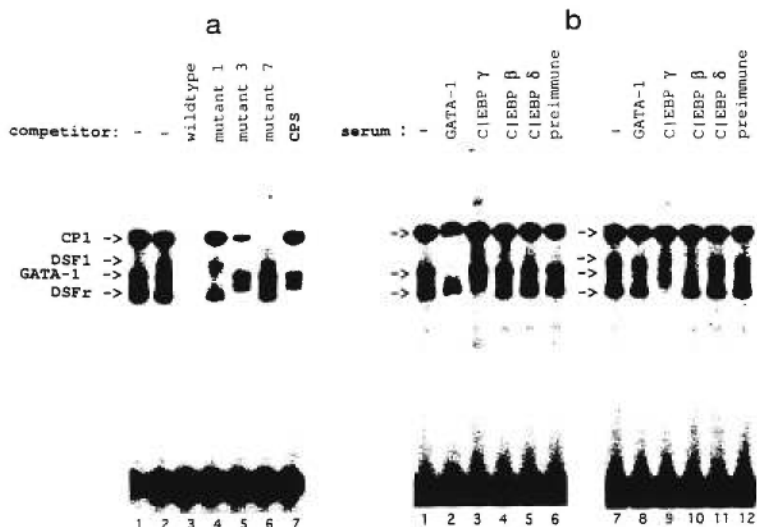 a
b
competitor:
-
-
wildtype
mutant 1
mutant 3
mutant 7
CPS
serum :
-
GATA-1
C|EBP γ
C|EBP β
C|EBP δ
preimmune
-
GATA-1
C|EBP γ
C|EBP β
C|EBP δ
preimmune
CP1 ->
DSF1 ->
GATA-1 ->
DSFr ->
->
->
->
->
->
->
->
1 2 3 4 5 6 7
1 2 3 4 5 6
7 8 9 10 11 12